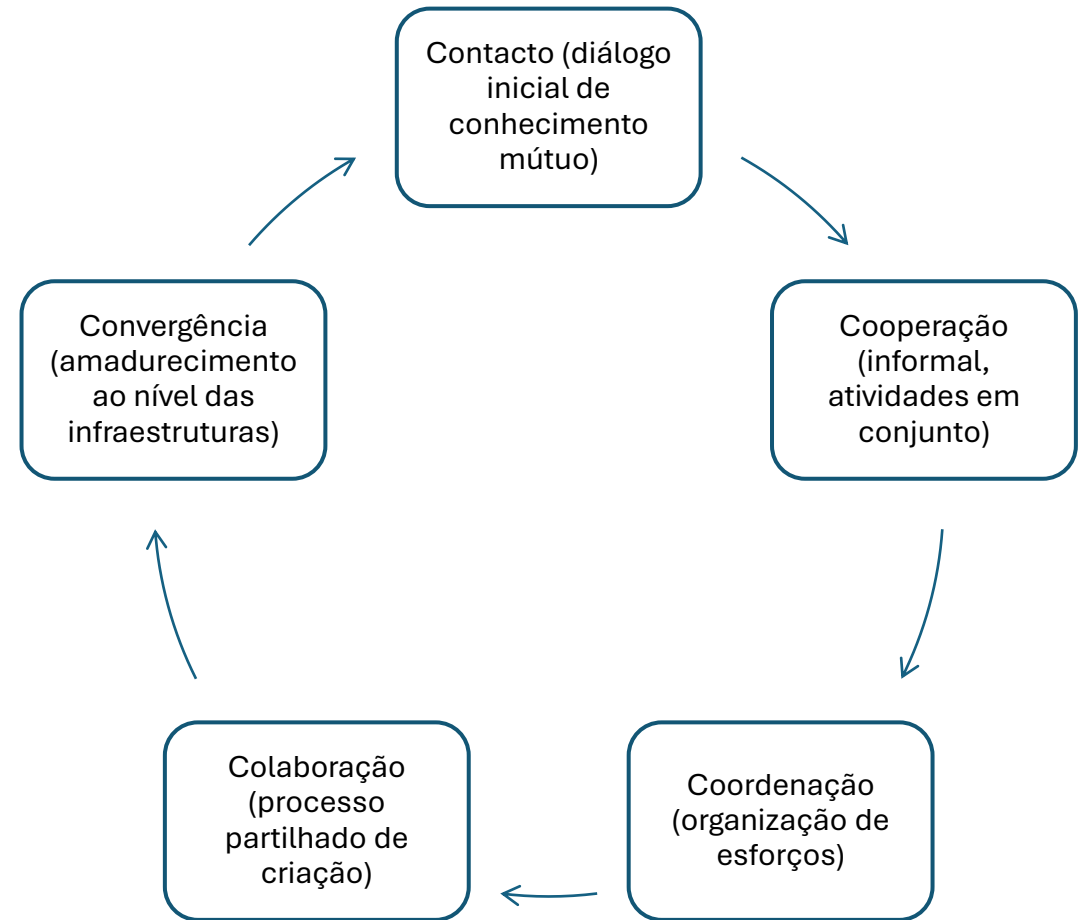 Contacto (diálogo
inicial de
conhecimento
mútuo)
Cooperação
(informal,
atividades em
conjunto)
Coordenação
(organização de
esforços)
Colaboração
(processo
partilhado de
criação)
Convergência
(amadurecimento
ao nível das
infraestruturas)